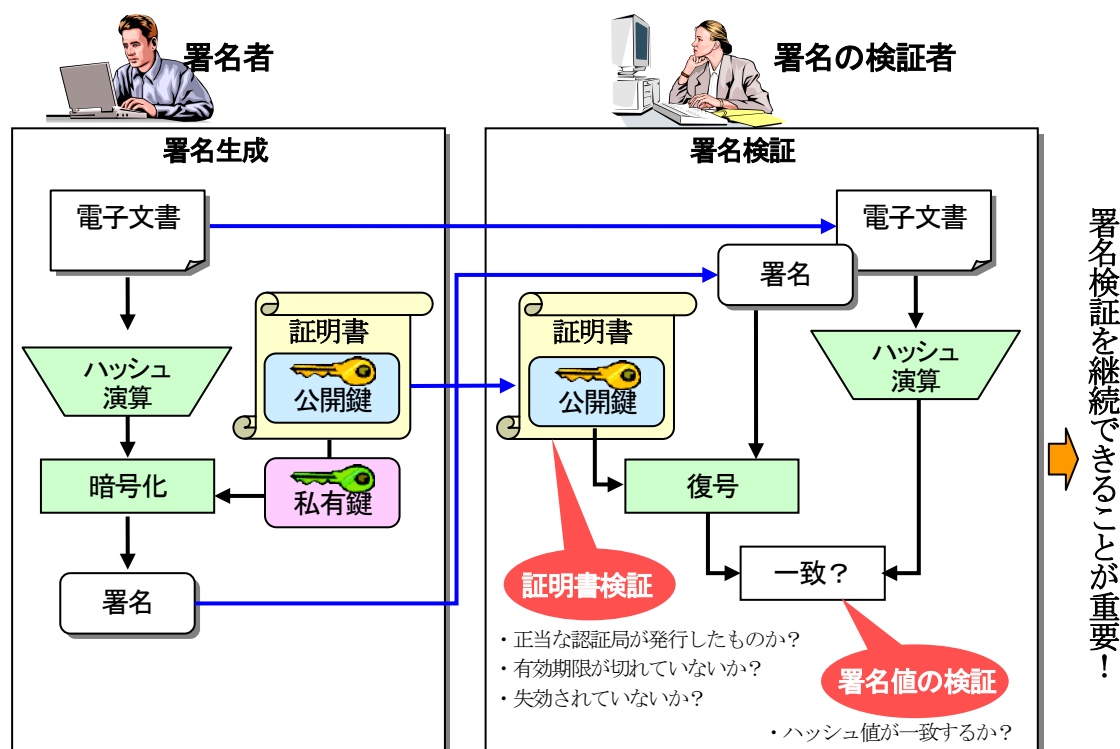 署名者
署名の検証者
署名生成
電子文書
ハッシュ
演算
暗号化
署名
証明書
公開鍵
私有鍵
署名検証
電子文書
署名
証明書
公開鍵
ハッシュ
演算
復号
一致?
証明書検証
・正当な認証局が発行したものか?
・有効期限が切れていないか?
・失効されていないか?
署名値の検証
・ハッシュ値が一致するか?
署名検証を継続できることが重要!